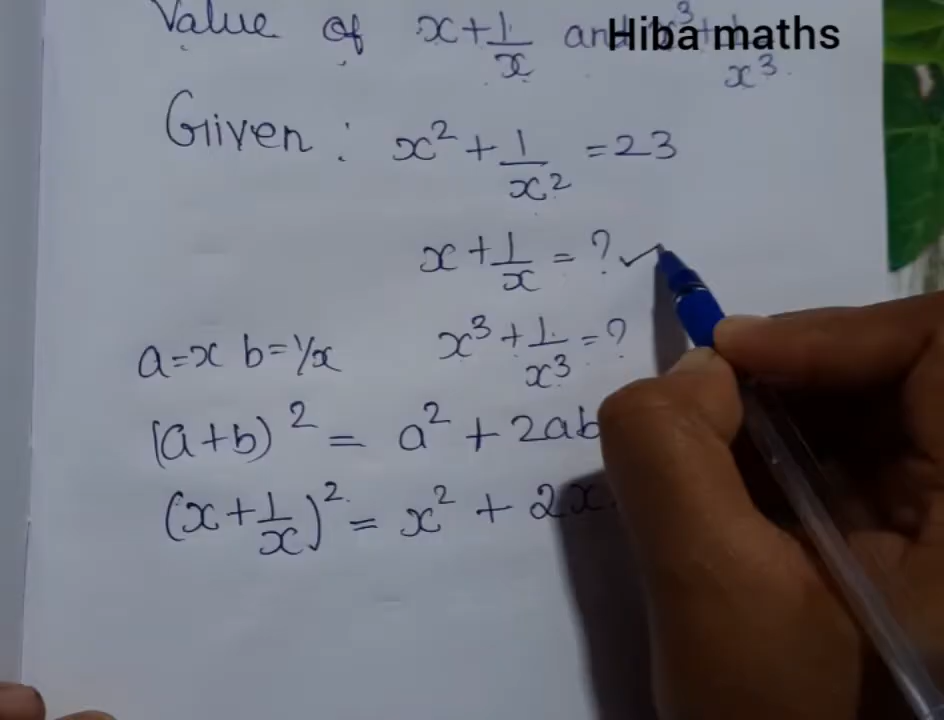 Value of x + 1/x and x³ + 1/x³
Hiba maths
Given : x² + 1/x² = 23
x + 1/x = ? ✓
a = x b = 1/x x³ + 1/x³ = ?
(a+b)² = a² + 2ab
(x + 1/x)² = x² + 2x